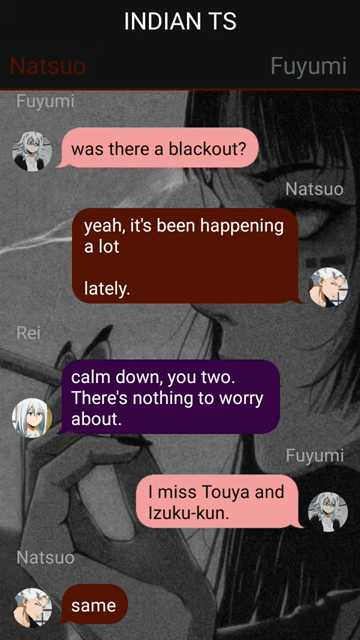 INDIAN TS
Natsuo
Fuyumi
Fuyumi
was there a blackout?
Natsuo
yeah, it's been happening
a lot
lately.
Rei
calm down, you two.
There's nothing to worry
about.
Fuyumi
I miss Touya and
Izuku-kun.
Natsuo
same